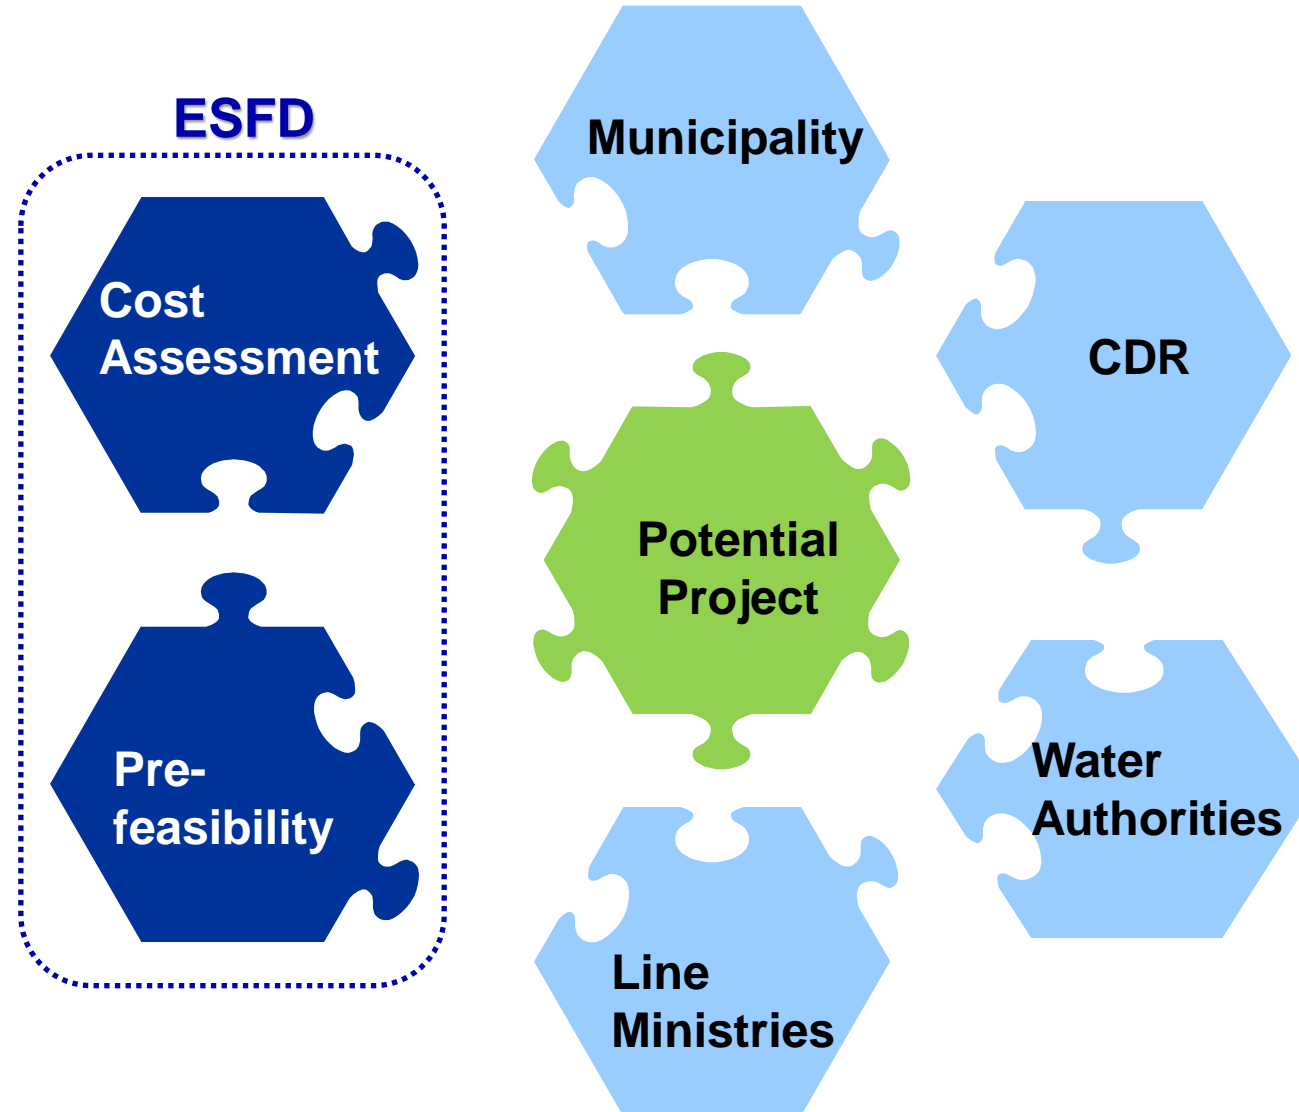 ESFD
Cost
Assessment
Pre-
feasibility
Municipality
Potential
Project
Line
Ministries
CDR
Water
Authorities